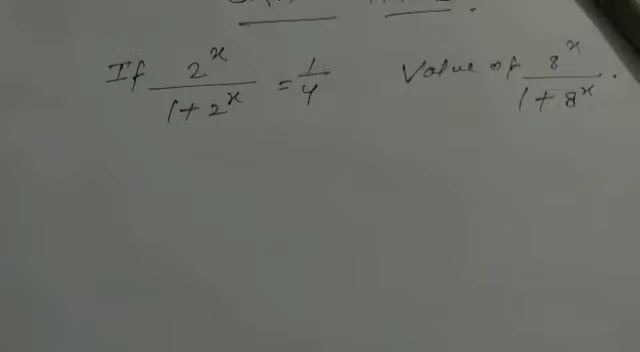 If 2^x/(1+2^x) = 1/4 Value of 8^x/(1+8^x).